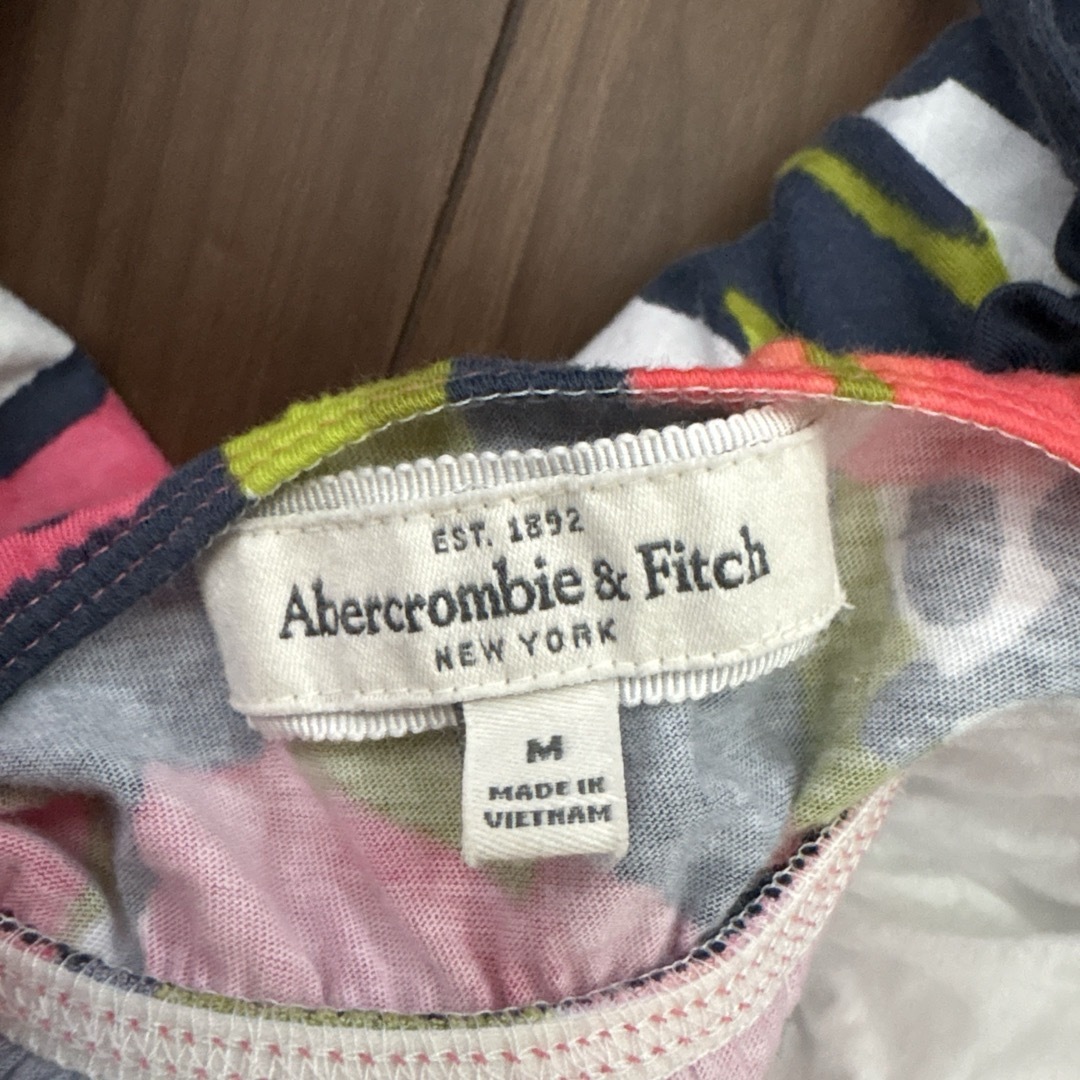 EST. 1892
Abercrombie & Fitch
NEW YORK
M
MADE IN
VIETNAM